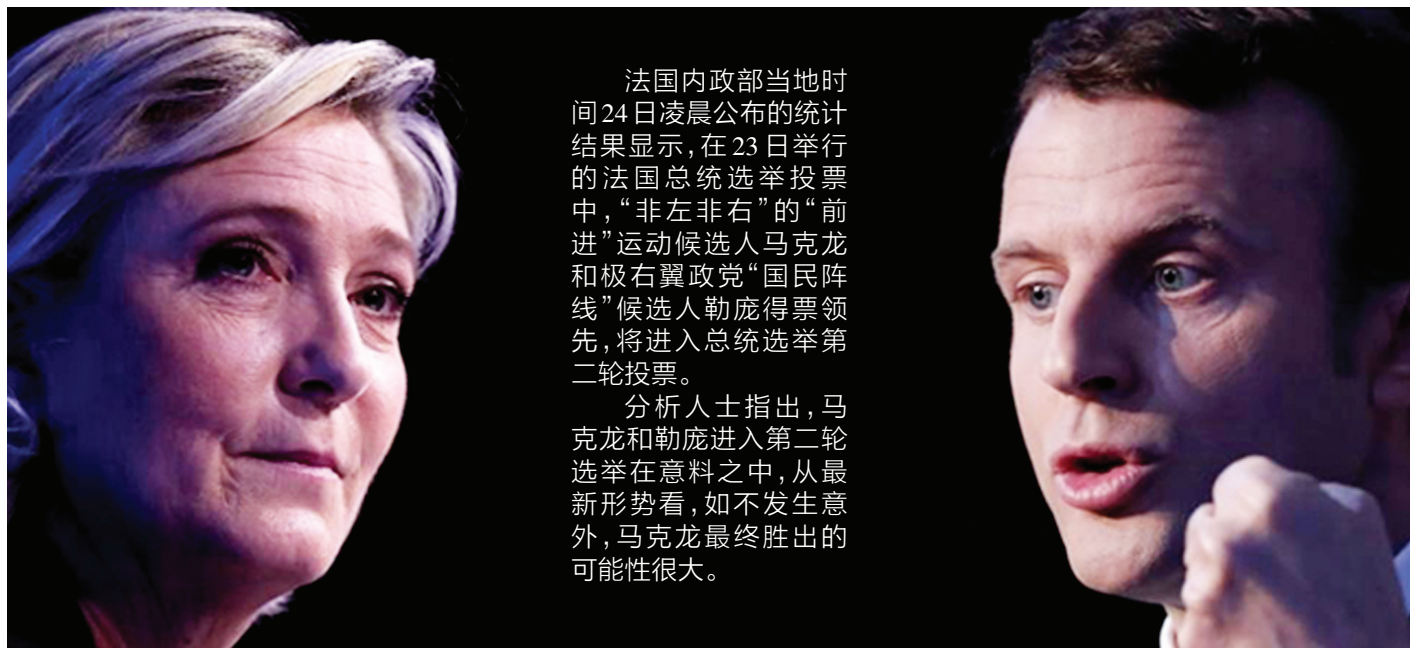 法国内政部当地时
间24日凌晨公布的统计
结果显示,在23日举行
的法国总统选举投票
中,“非左非右”的“前
进”运动候选人马克龙
和极右翼政党“国民阵
线”候选人勒庞得票领
先,将进入总统选举第
二轮投票。
分析人士指出,马
克龙和勒庞进入第二轮
选举在意料之中,从最
新形势看,如不发生意
外,马克龙最终胜出的
可能性很大。